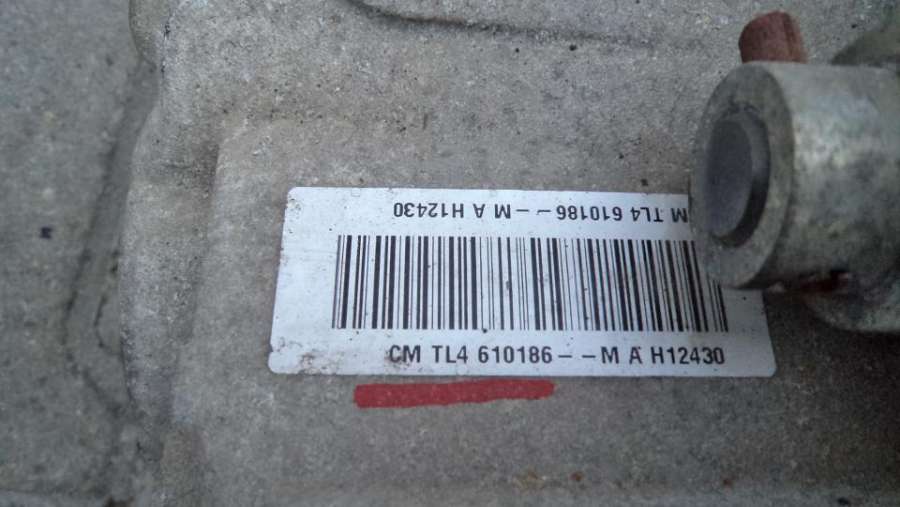 M TL4 610186 - M A H12430
CM TL4 610186 - - M A H12430